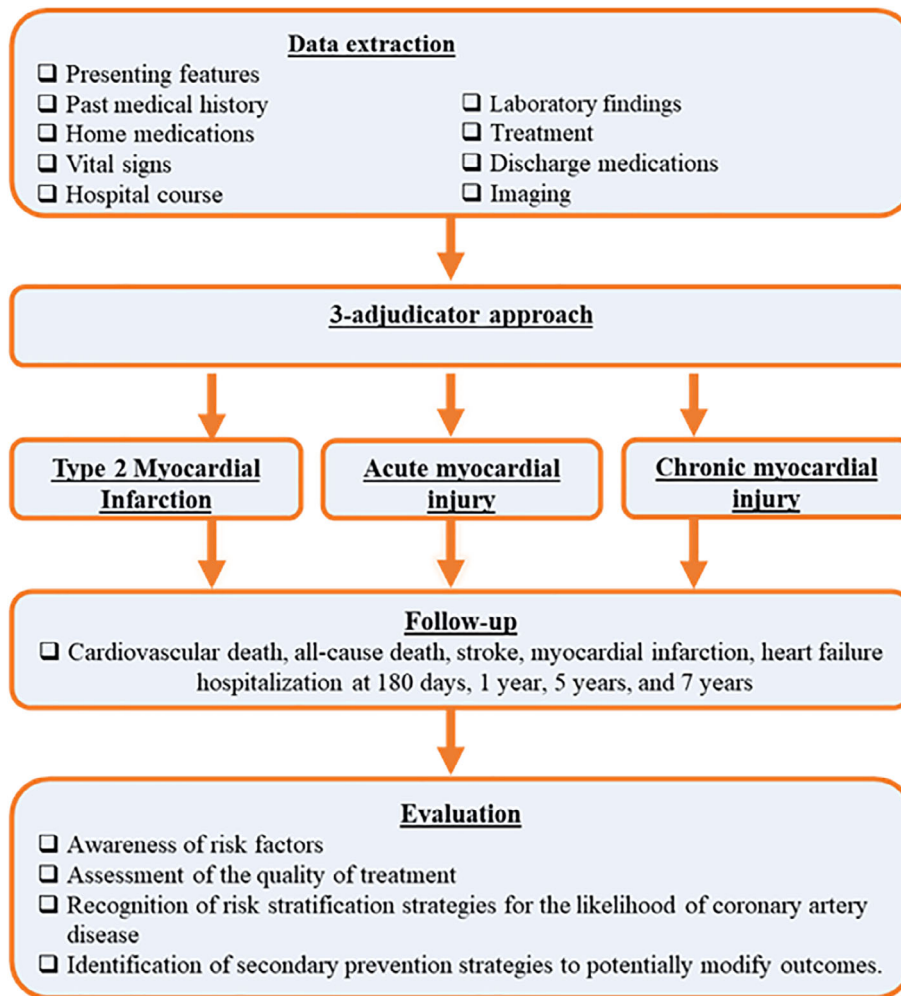 Data extraction
❑ Presenting features
❑ Past medical history
❑ Home medications
❑ Vital signs
❑ Hospital course
❑ Laboratory findings
❑ Treatment
❑ Discharge medications
❑ Imaging
3-adjudicator approach
Type 2 Myocardial
Infarction
Acute myocardial
injury
Chronic myocardial
injury
Follow-up
❑ Cardiovascular death, all-cause death, stroke, myocardial infarction, heart failure
hospitalization at 180 days, 1 year, 5 years, and 7 years
Evaluation
❑ Awareness of risk factors
❑ Assessment of the quality of treatment
❑ Recognition of risk stratification strategies for the likelihood of coronary artery
disease
❑ Identification of secondary prevention strategies to potentially modify outcomes.